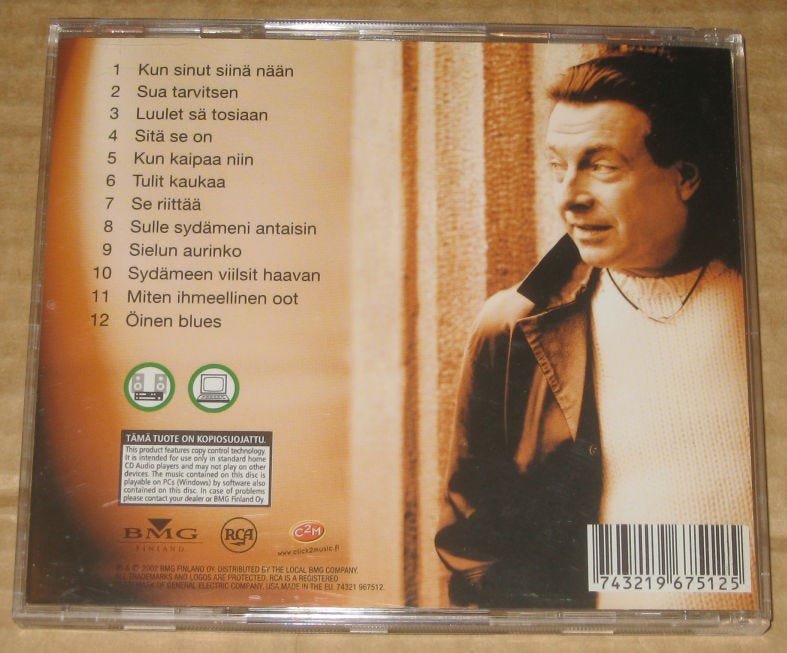 1 Kun sinut siinä nään
2 Sua tarvitsen
3 Luulet sä tosiaan
4 Sitä se on
5 Kun kaipaa niin
6 Tulit kaukaa
7 Se riittää
8 Sulle sydämeni antaisin
9 Sielun aurinko
10 Sydämeen viilsit haavan
11 Miten ihmeellinen oot
12 Öinen blues
TÄMÄ TUOTE ON KOPIOSUOJATTU.
This product features copy control technology.
It is intended for use only in standard home
CD Audio players and may not play on other
devices. The music contained on this disc is
playable on PCs (Windows) by software also
contained on this disc. In case of problems
please contact your dealer or BMG Finland Oy.
BMG
FINLAND
RCA
C2M
www.click2music.fi
℗ & © 2002 BMG FINLAND OY. DISTRIBUTED BY THE LOCAL BMG COMPANY.
ALL TRADEMARKS AND LOGOS ARE PROTECTED. RCA IS A REGISTERED
OF GENERAL ELECTRIC COMPANY, USA.MADE IN THE EU. 74321 967512.
743219 675125